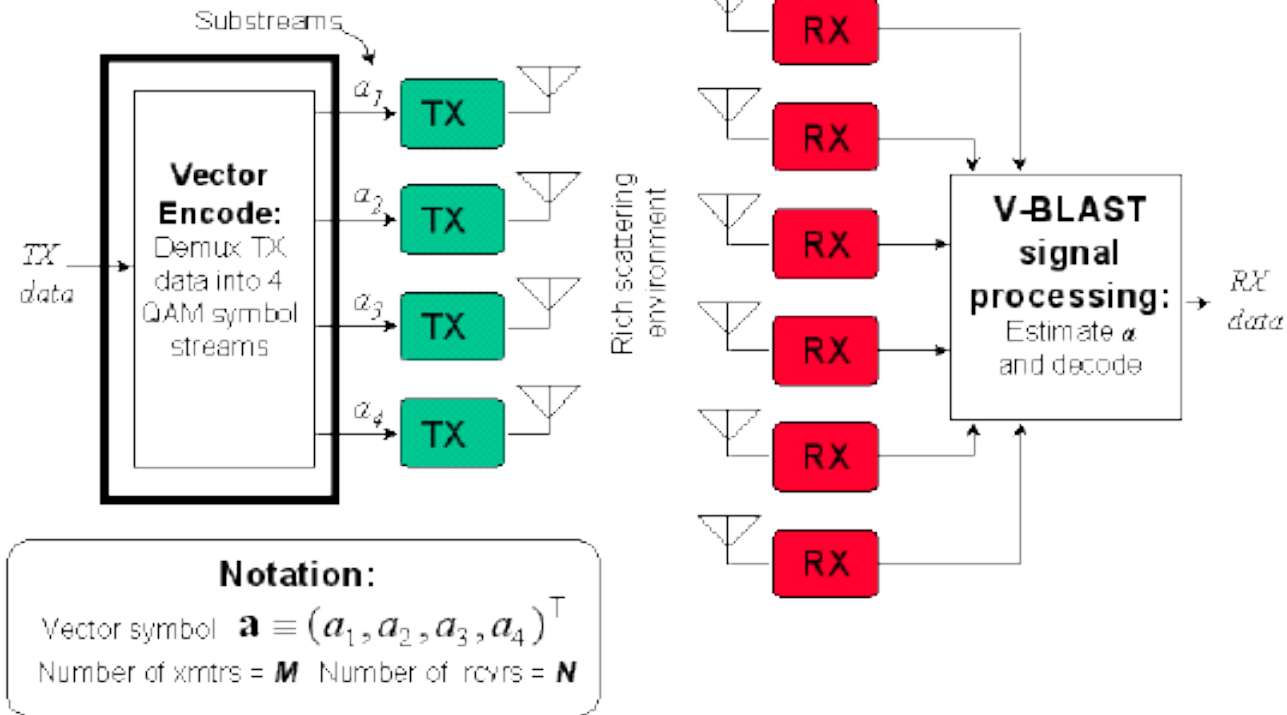 Substreams
TX
data
Vector
Encode:
Demux TX
data into 4
QAM symbol
streams
a₁
TX
a₂
TX
a₃
TX
a₄
TX
Rich scattering
environment
RX
RX
RX
RX
RX
RX
V-BLAST
signal
processing:
Estimate a
and decode
RX
data
Notation:
Vector symbol a ≡ (a₁, a₂, a₃, a₄)ᵀ
Number of xmtrs = M Number of rcvrs = N